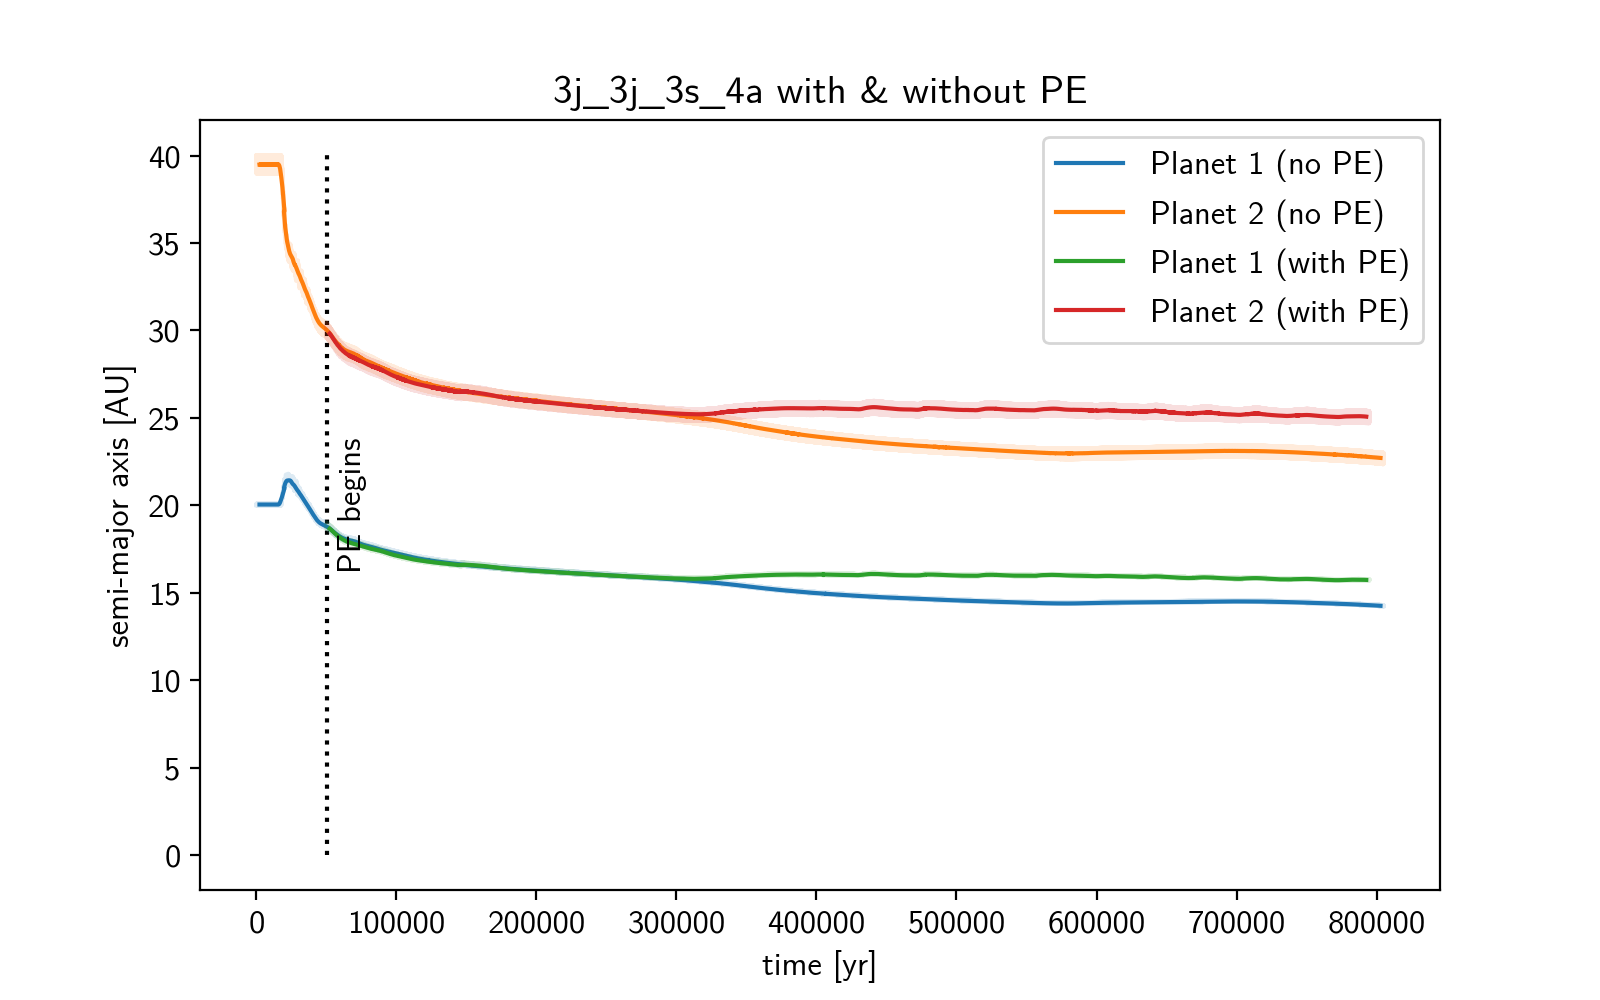 3j_3j_3s_4a with & without PE
Planet 1 (no PE)
Planet 2 (no PE)
Planet 1 (with PE)
Planet 2 (with PE)
semi-major axis [AU]
40
35
30
25
20
15
10
5
0
PE begins
0 100000 200000 300000 400000 500000 600000 700000 800000
time [yr]